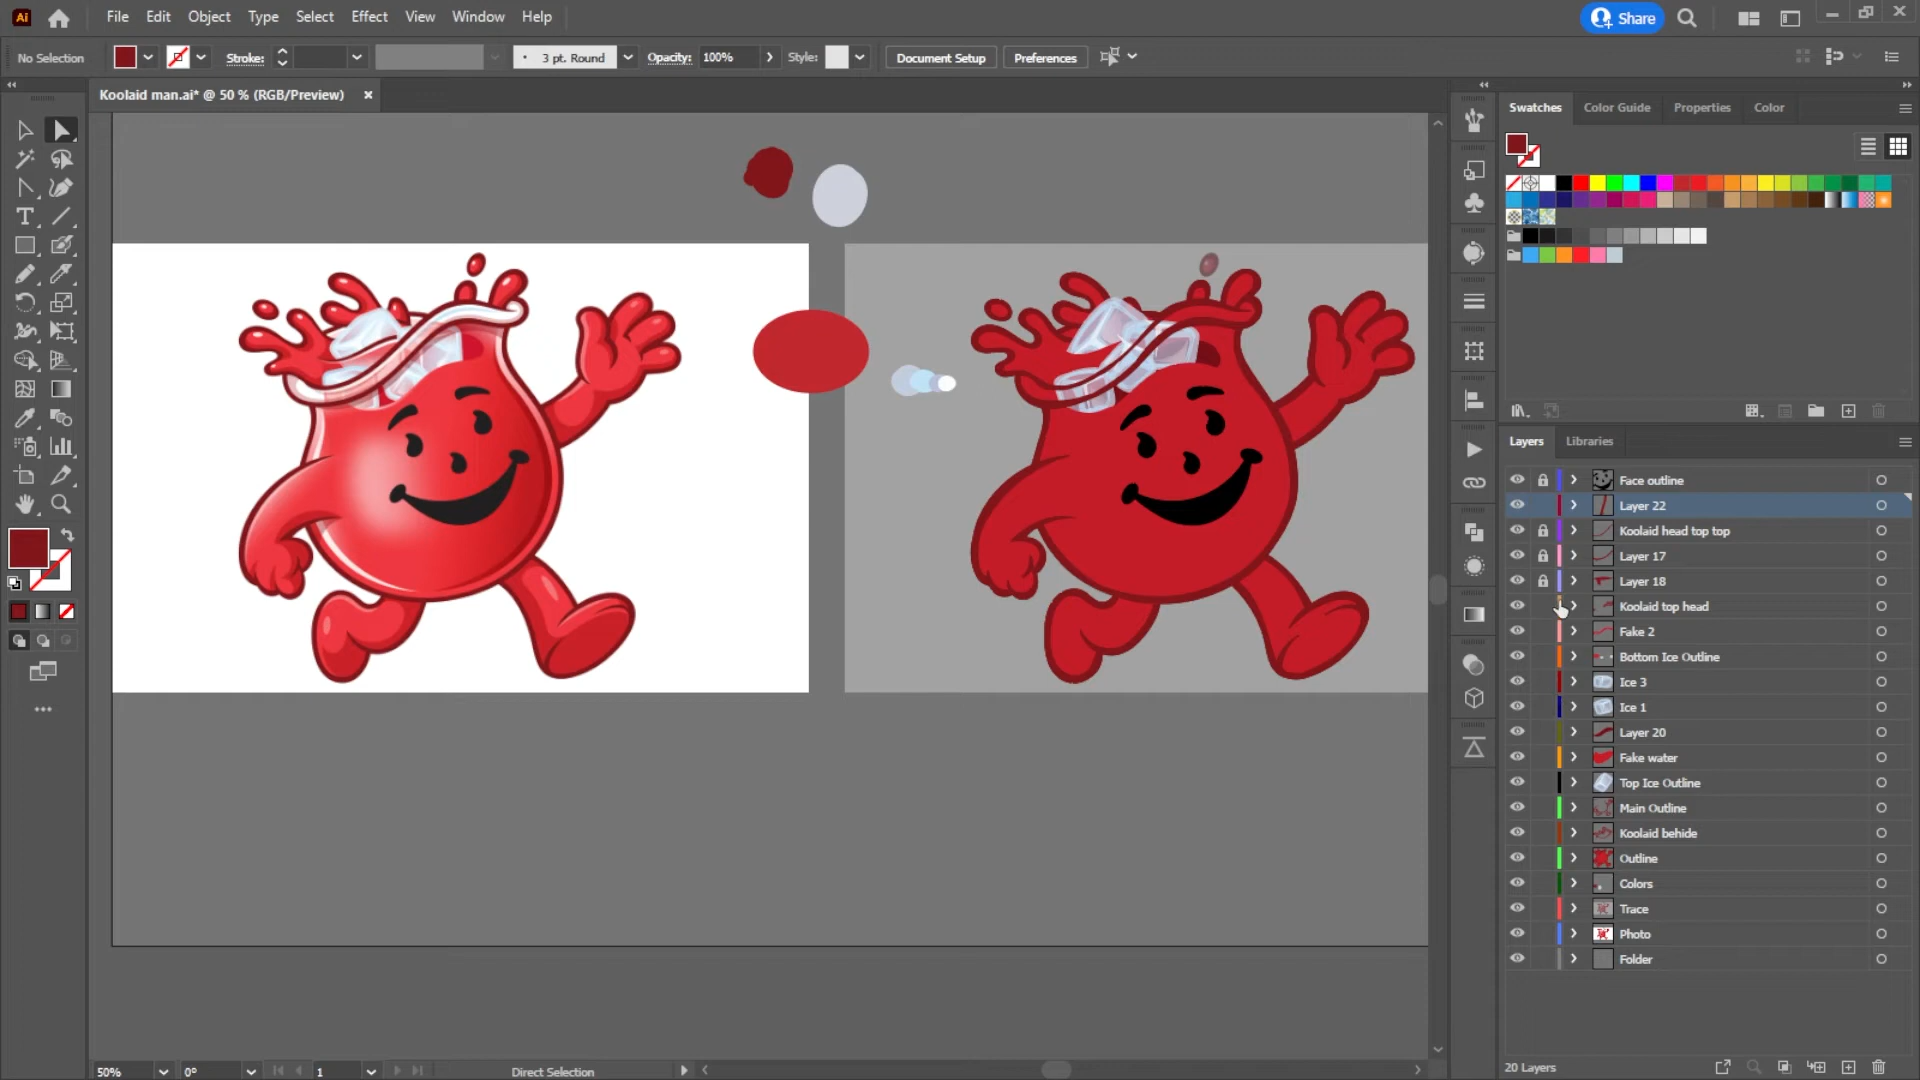 Ai File Edit Object Type Select Effect View Window Help Share
No Selection Stroke: 3 pt. Round Opacity: 100% Style: Document Setup Preferences
Koolaid man.ai* @ 50 % (RGB/Preview)
Swatches Color Guide Properties Color
Layers Libraries
Face outline
Layer 22
Koolaid head top top
Layer 17
Layer 18
Koolaid top head
Fake 2
Bottom Ice Outline
Ice 3
Ice 1
Layer 20
Fake water
Top Ice Outline
Main Outline
Koolaid behide
Outline
Colors
Trace
Photo
Folder
20 Layers
50% 0° 1 Direct Selection